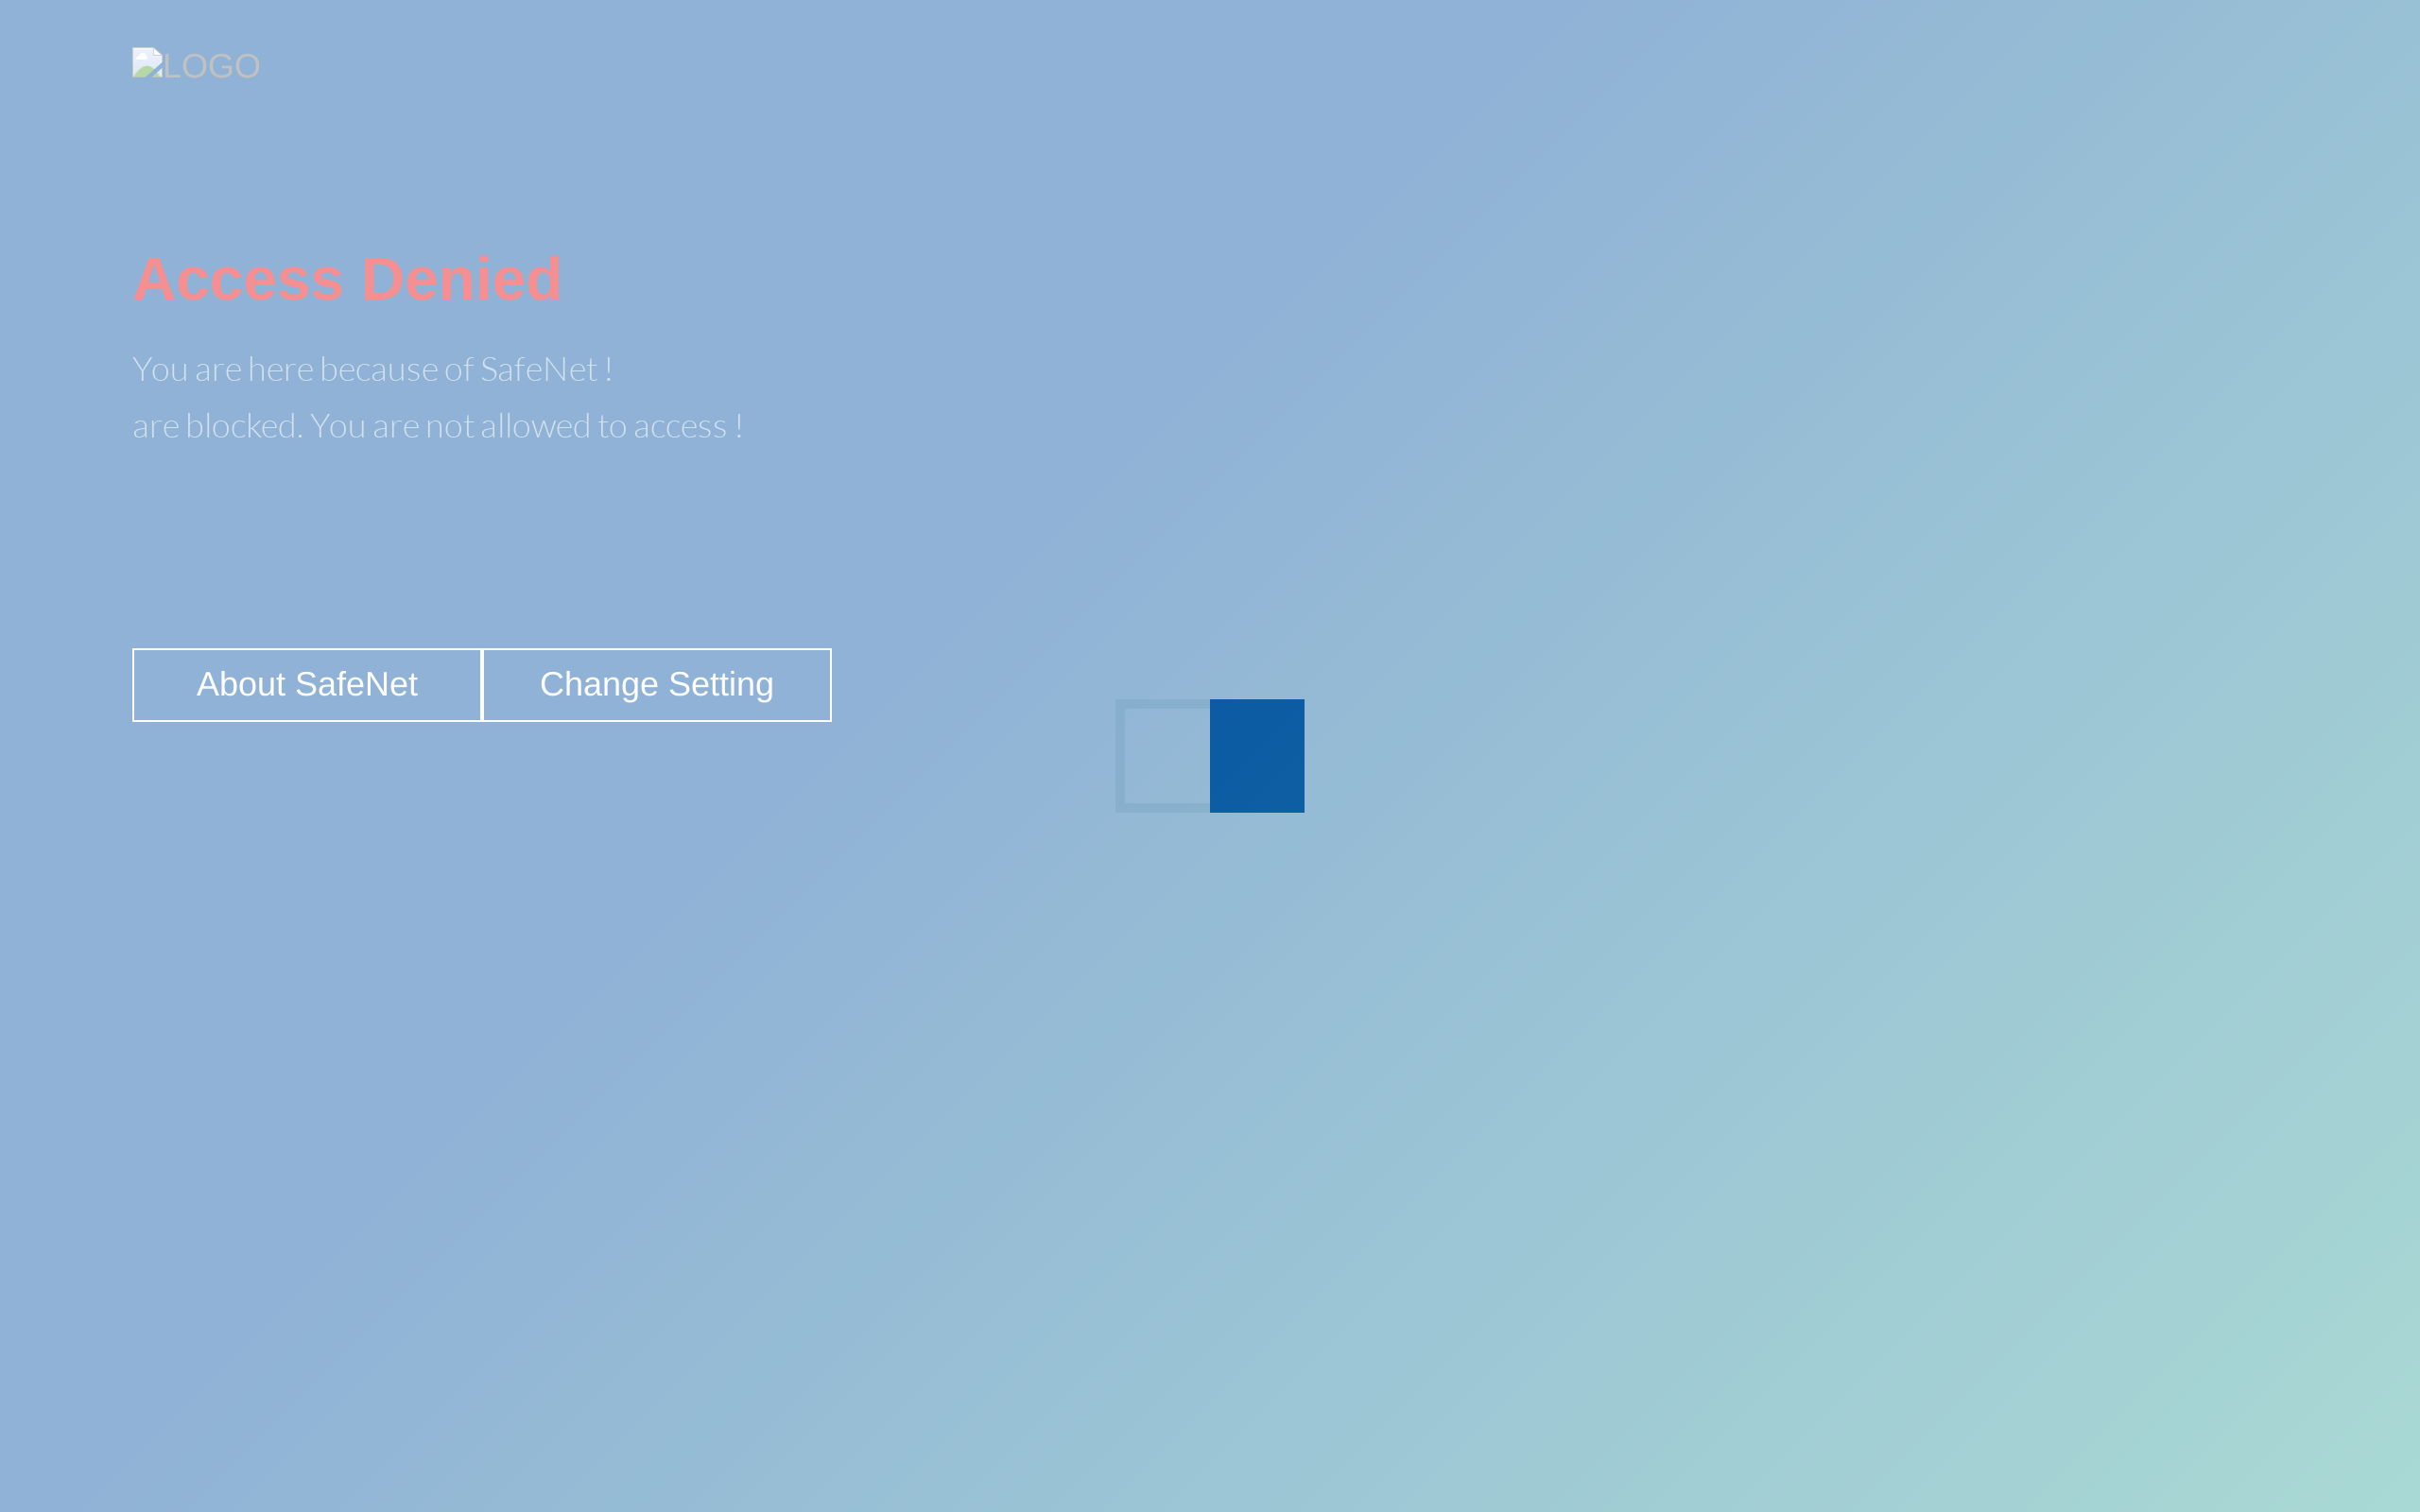 LOGO
Access Denied
You are here because of SafeNet !
are blocked. You are not allowed to access !
About SafeNet
Change Setting